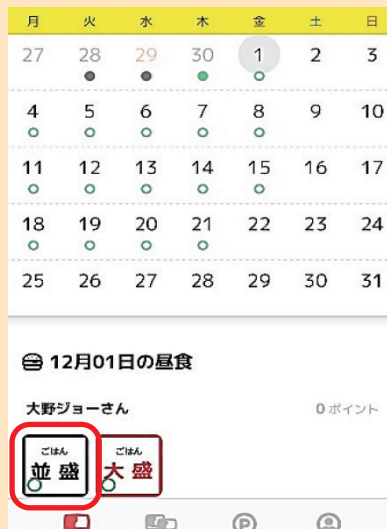 月 火 水 木 金 土 日
27 28 29 30 1 2 3
4 5 6 7 8 9 10
11 12 13 14 15 16 17
18 19 20 21 22 23 24
25 26 27 28 29 30 31
12月01日の昼食
大野ジョーさん 0ポイント
ごはん ごはん
並盛 大盛
P